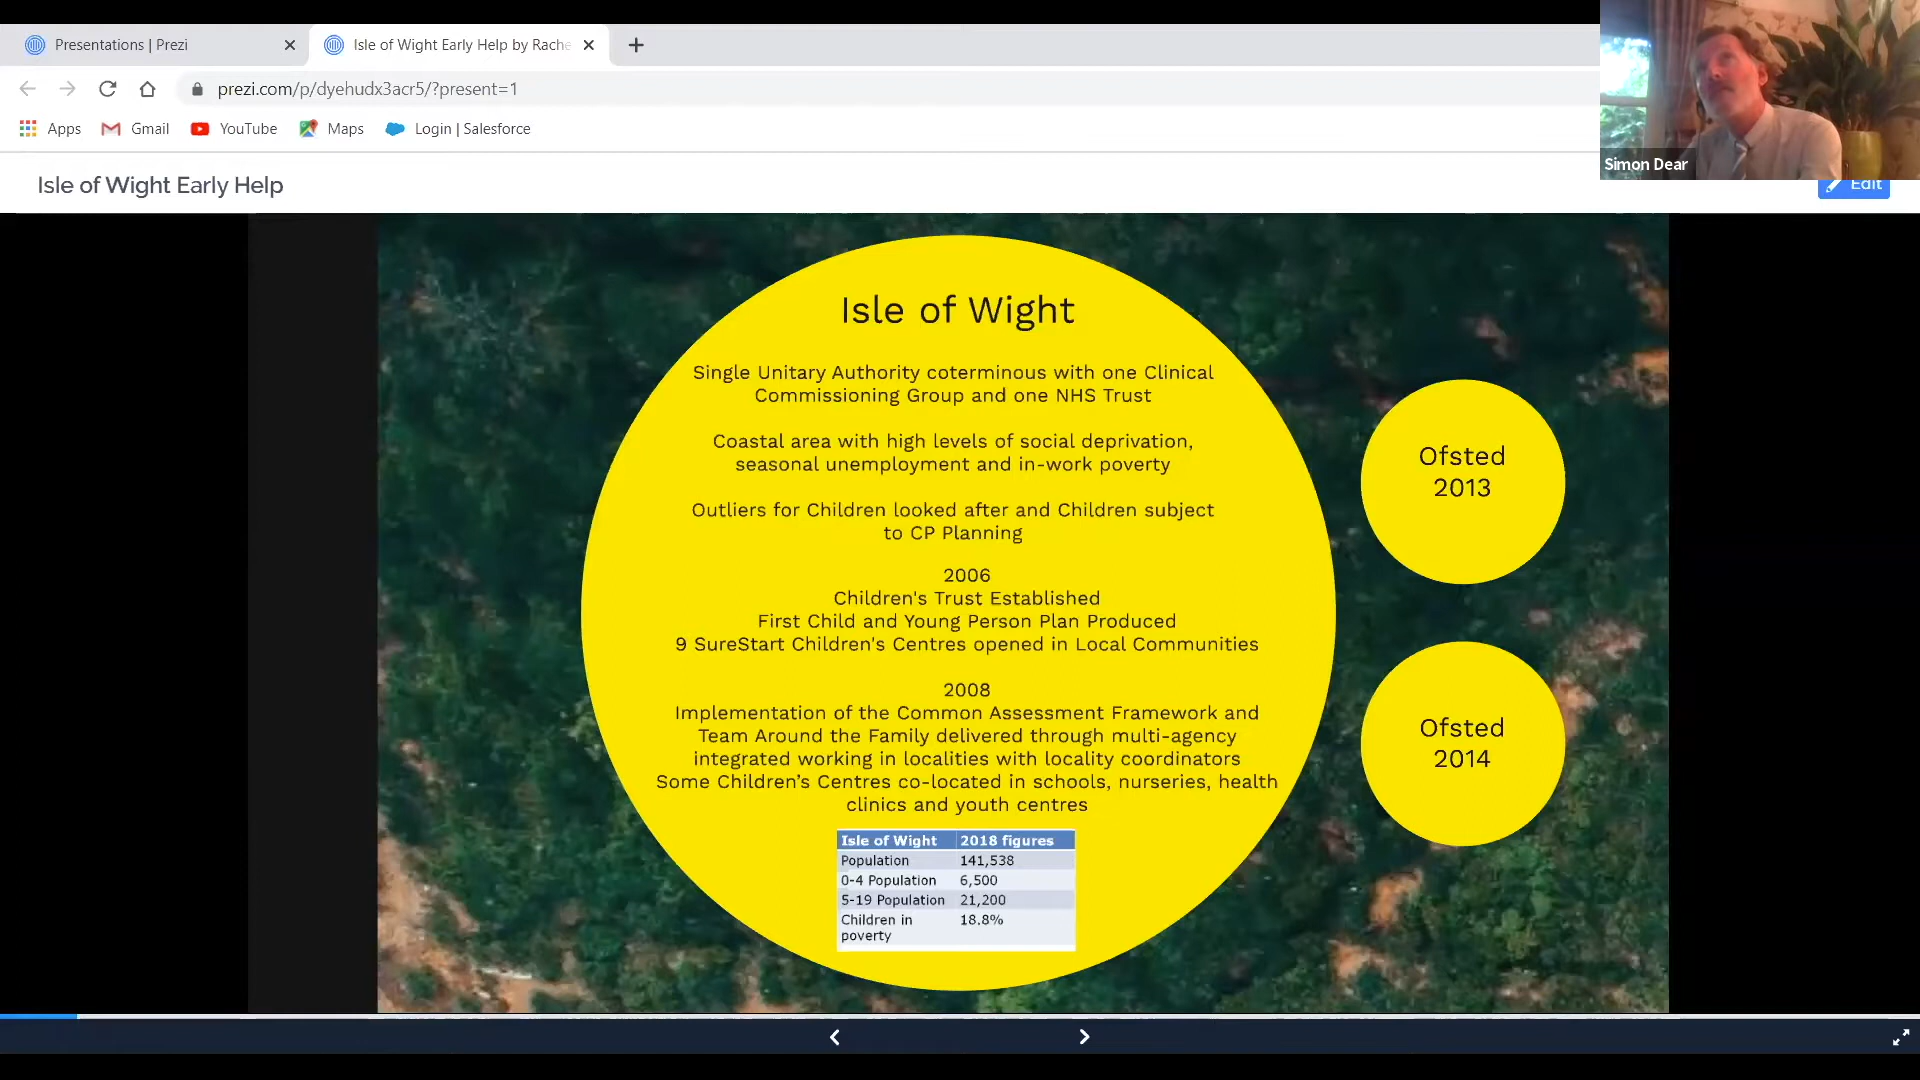 Presentations | Prezi
Isle of Wight Early Help by Rache
prezi.com/p/dyehudx3acr5/?present=1
Apps
Gmail
YouTube
Maps
Login | Salesforce
Simon Dear
Isle of Wight Early Help
Edit
Isle of Wight
Single Unitary Authority coterminous with one Clinical
Commissioning Group and one NHS Trust
Coastal area with high levels of social deprivation,
seasonal unemployment and in-work poverty
Outliers for Children looked after and Children subject
to CP Planning
2006
Children's Trust Established
First Child and Young Person Plan Produced
9 SureStart Children's Centres opened in Local Communities
2008
Implementation of the Common Assessment Framework and
Team Around the Family delivered through multi-agency
integrated working in localities with locality coordinators
Some Children’s Centres co-located in schools, nurseries, health
clinics and youth centres
Isle of Wight 2018 figures
Population 141,538
0-4 Population 6,500
5-19 Population 21,200
Children in 18.8%
poverty
Ofsted
2013
Ofsted
2014